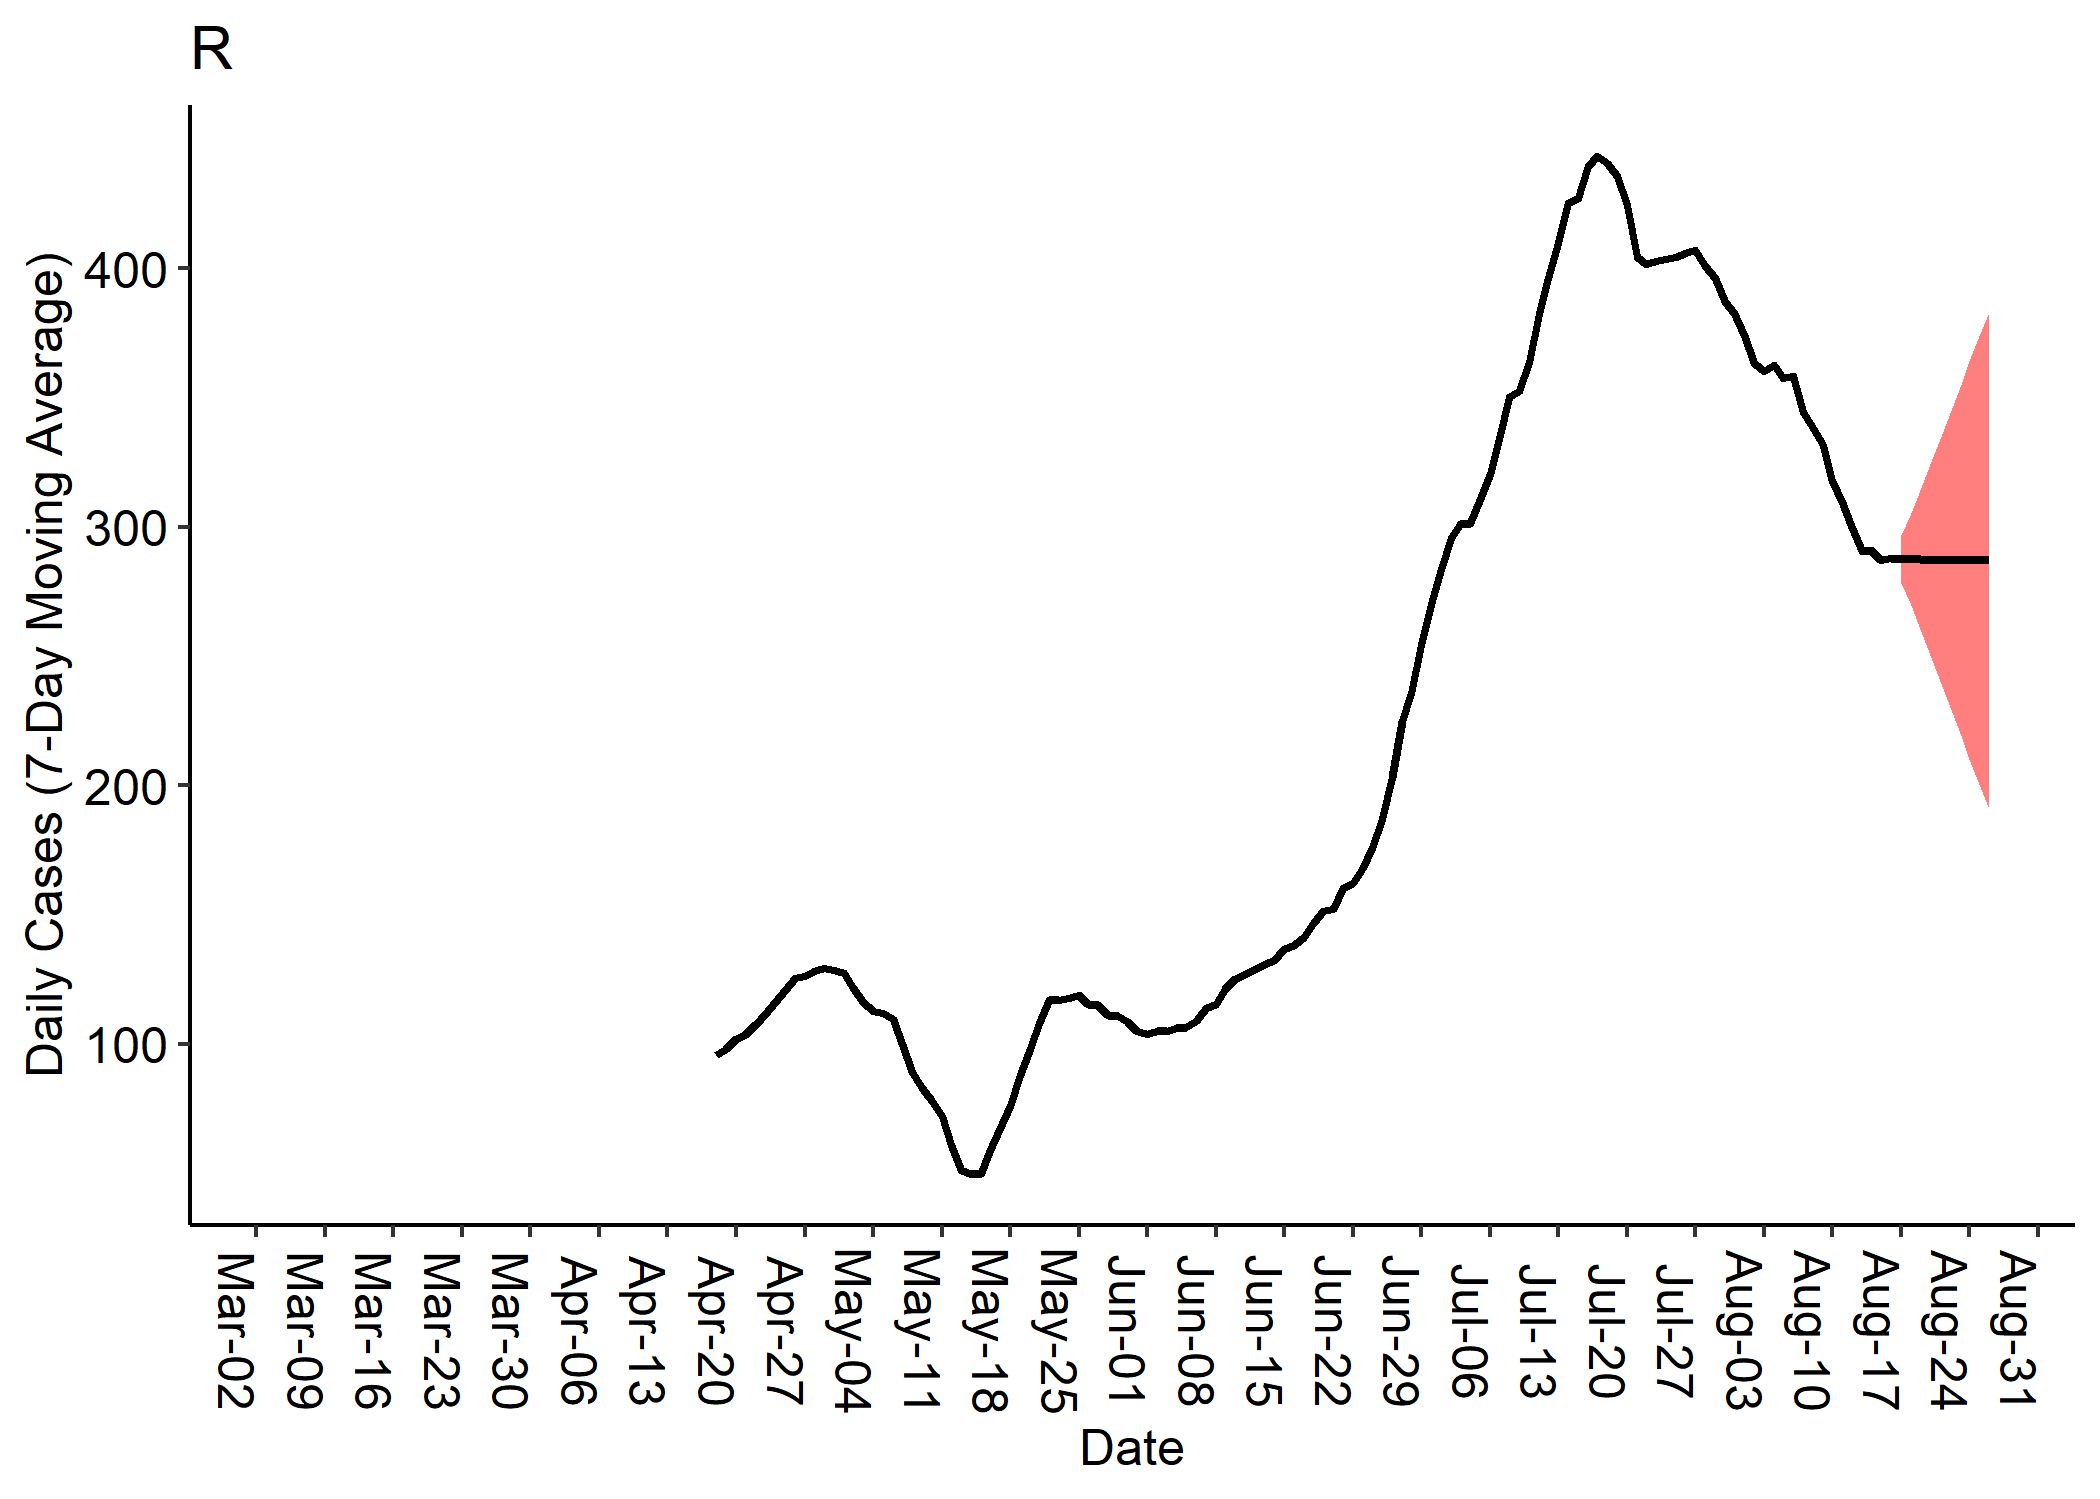 R
Daily Cases (7-Day Moving Average)
400
300
200
100
Mar-02
Mar-09
Mar-16
Mar-23
Mar-30
Apr-06
Apr-13
Apr-20
Apr-27
May-04
May-11
May-18
May-25
Jun-01
Jun-08
Jun-15
Jun-22
Jun-29
Jul-06
Jul-13
Jul-20
Jul-27
Aug-03
Aug-10
Aug-17
Aug-24
Aug-31
Date